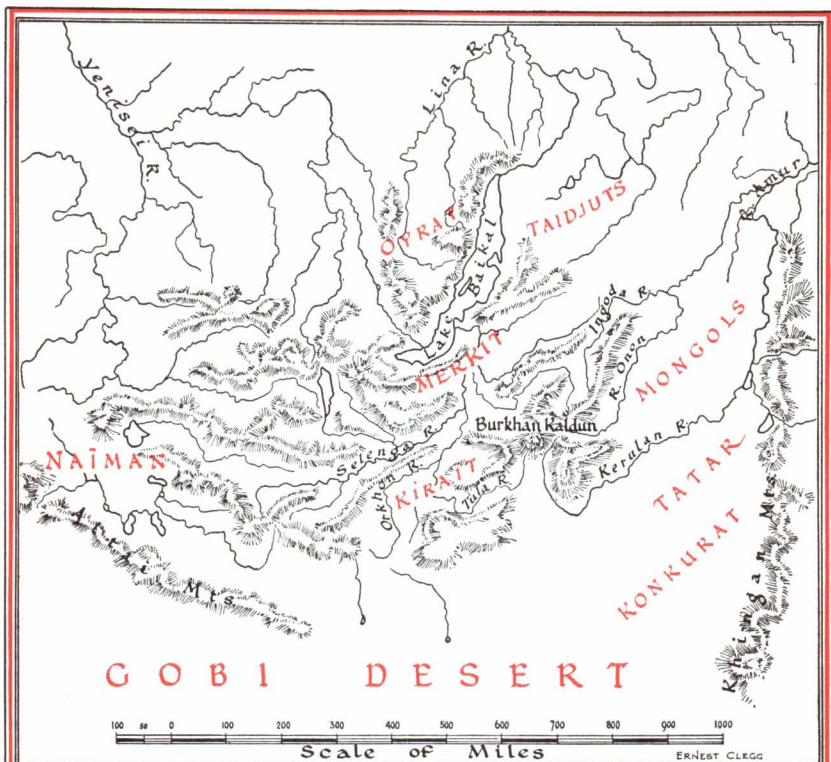 Yenisei R.
Lina R.
R. Amur
OYRAT
TAIDJUTS
Lake Baikal
Ingoda R.
MONGOLS
MERKIT
R. Onon
Burkhan Kaldun
NAÏMAN
Selenga R.
Kerulan R.
Orkhon R.
KIRAIT
Tula R.
TATAR
Altai Mts.
KONKURAT
Khingan Mts.
GOBI DESERT
100 50 0 100 200 300 400 500 600 700 800 900 1000
Scale of Miles
ERNEST CLEGG